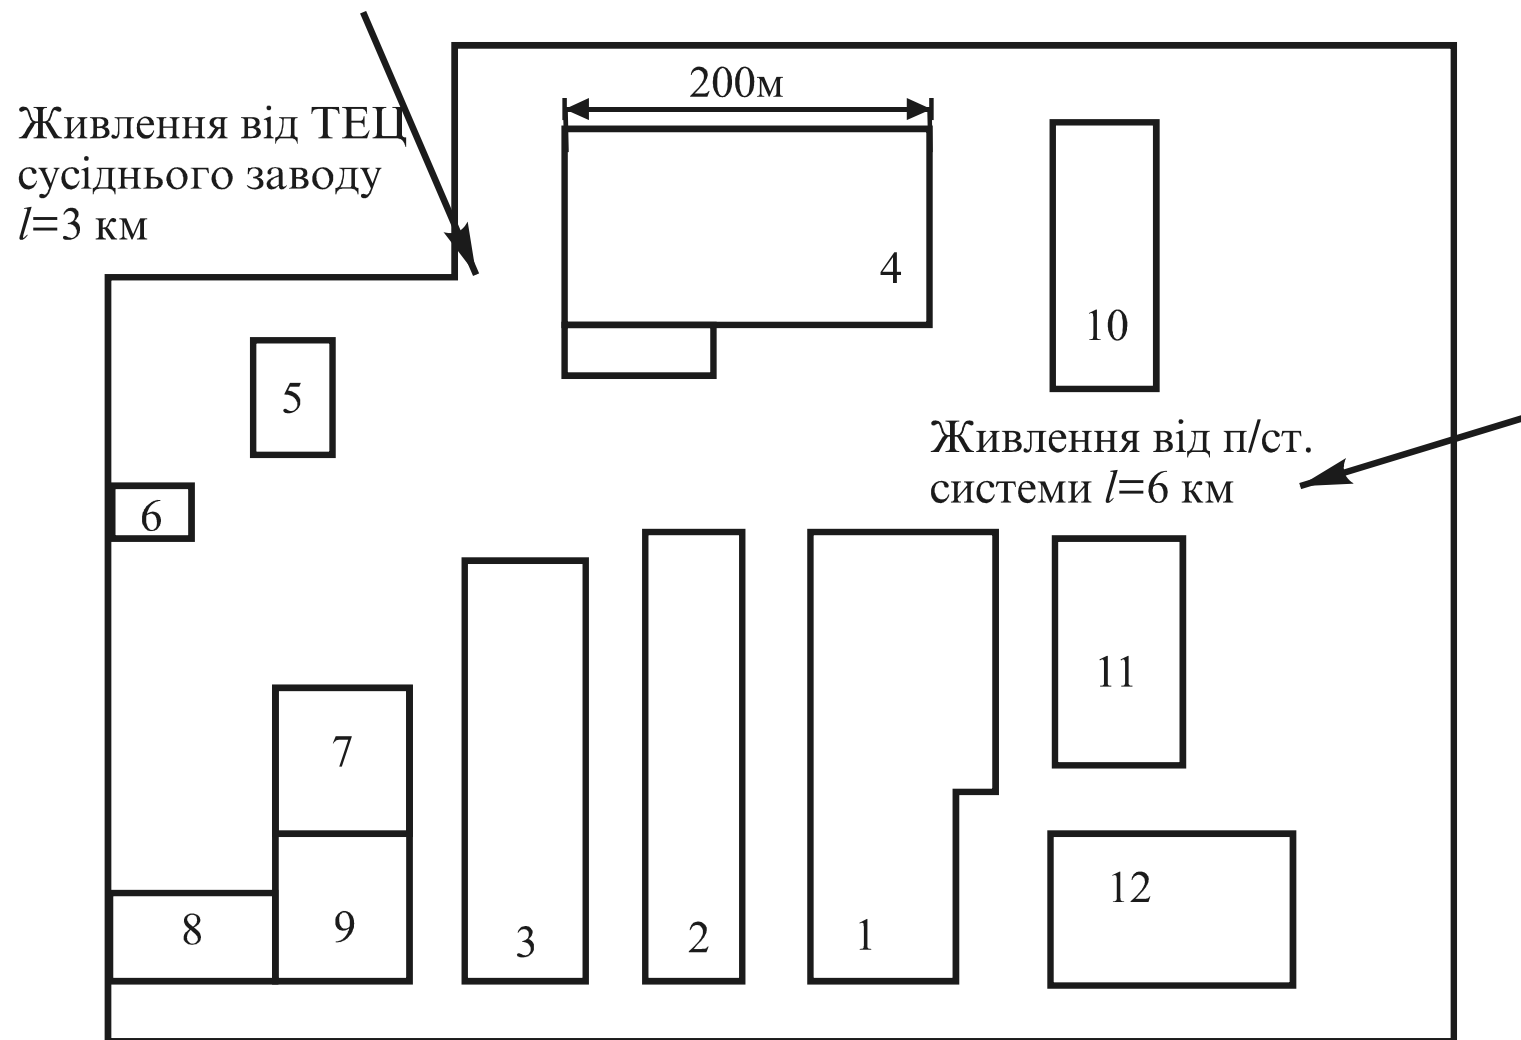 200м
Живлення від ТЕЦ
сусіднього заводу
l=3 км
4
10
5
Живлення від п/ст.
системи l=6 км
6
11
7
12
8
9
3
2
1